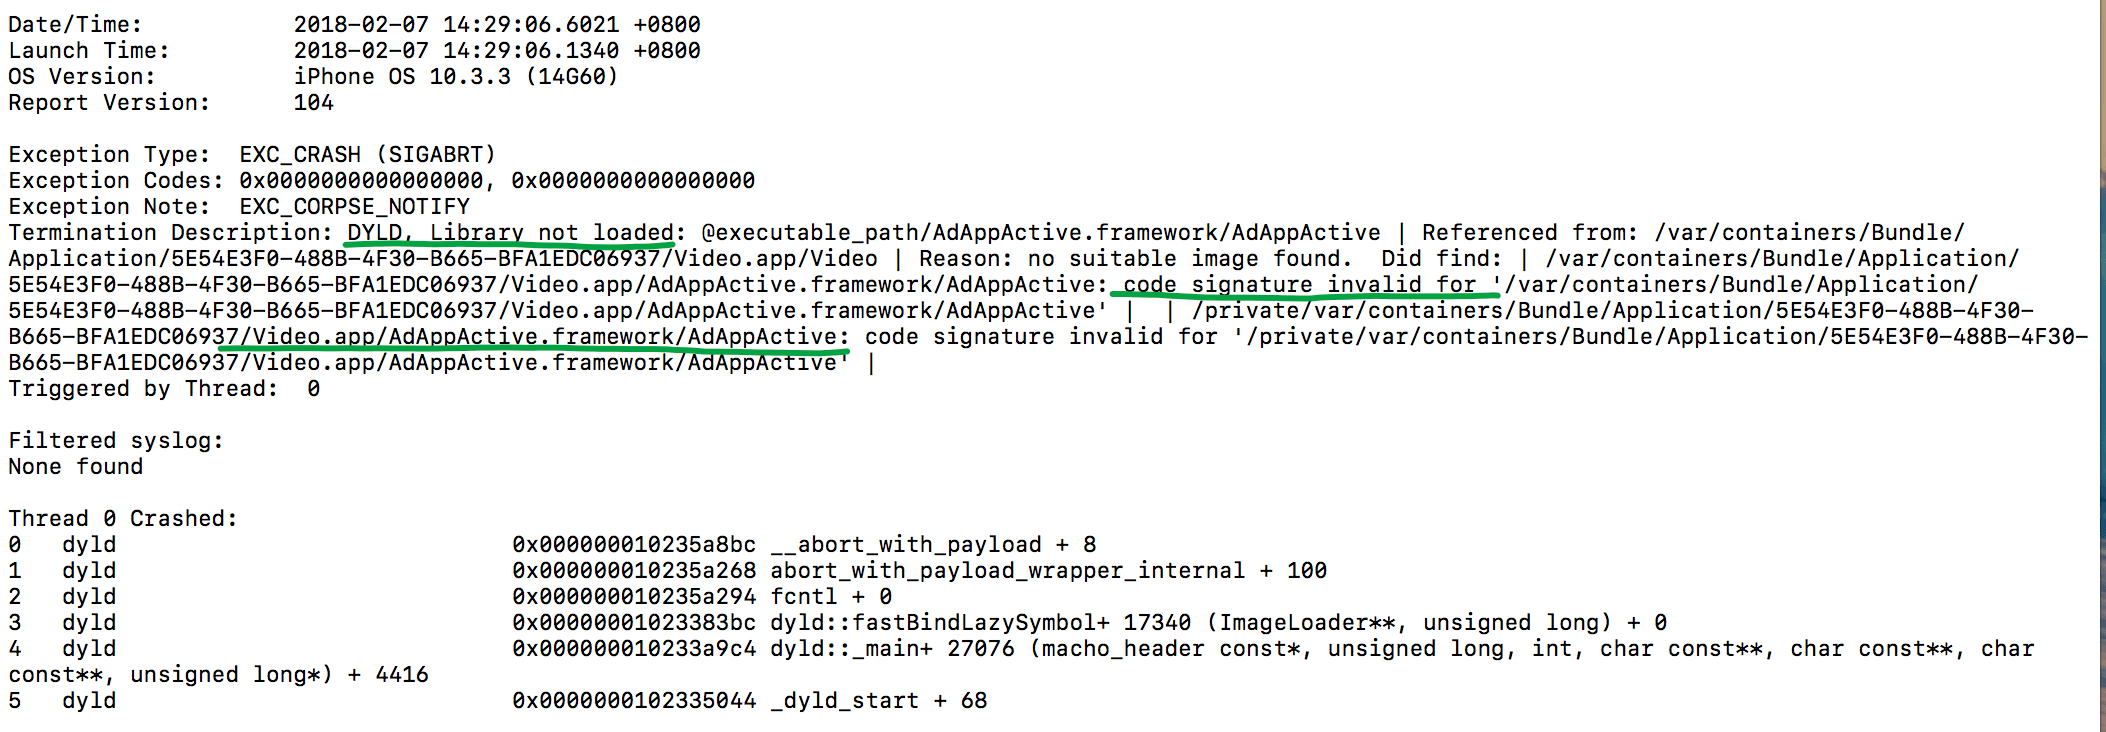 Date/Time:           2018-02-07 14:29:06.6021 +0800
Launch Time:         2018-02-07 14:29:06.1340 +0800
OS Version:          iPhone OS 10.3.3 (14G60)
Report Version:      104
Exception Type:  EXC_CRASH (SIGABRT)
Exception Codes: 0x0000000000000000, 0x0000000000000000
Exception Note:  EXC_CORPSE_NOTIFY
Termination Description: DYLD, Library not loaded: @executable_path/AdAppActive.framework/AdAppActive | Referenced from: /var/containers/Bundle/
Application/5E54E3F0-488B-4F30-B665-BFA1EDC06937/Video.app/Video | Reason: no suitable image found.  Did find: | /var/containers/Bundle/Application/
5E54E3F0-488B-4F30-B665-BFA1EDC06937/Video.app/AdAppActive.framework/AdAppActive: code signature invalid for '/var/containers/Bundle/Application/
5E54E3F0-488B-4F30-B665-BFA1EDC06937/Video.app/AdAppActive.framework/AdAppActive' |  | /private/var/containers/Bundle/Application/5E54E3F0-488B-4F30-
B665-BFA1EDC06937/Video.app/AdAppActive.framework/AdAppActive: code signature invalid for '/private/var/containers/Bundle/Application/5E54E3F0-488B-4F30-
B665-BFA1EDC06937/Video.app/AdAppActive.framework/AdAppActive' |
Triggered by Thread:  0
Filtered syslog:
None found
Thread 0 Crashed:
0   dyld                          0x000000010235a8bc __abort_with_payload + 8
1   dyld                          0x000000010235a268 abort_with_payload_wrapper_internal + 100
2   dyld                          0x000000010235a294 fcntl + 0
3   dyld                          0x00000001023383bc dyld::fastBindLazySymbol+ 17340 (ImageLoader**, unsigned long) + 0
4   dyld                          0x000000010233a9c4 dyld::_main+ 27076 (macho_header const*, unsigned long, int, char const**, char const**, char
const**, unsigned long*) + 4416
5   dyld                          0x0000000102335044 _dyld_start + 68